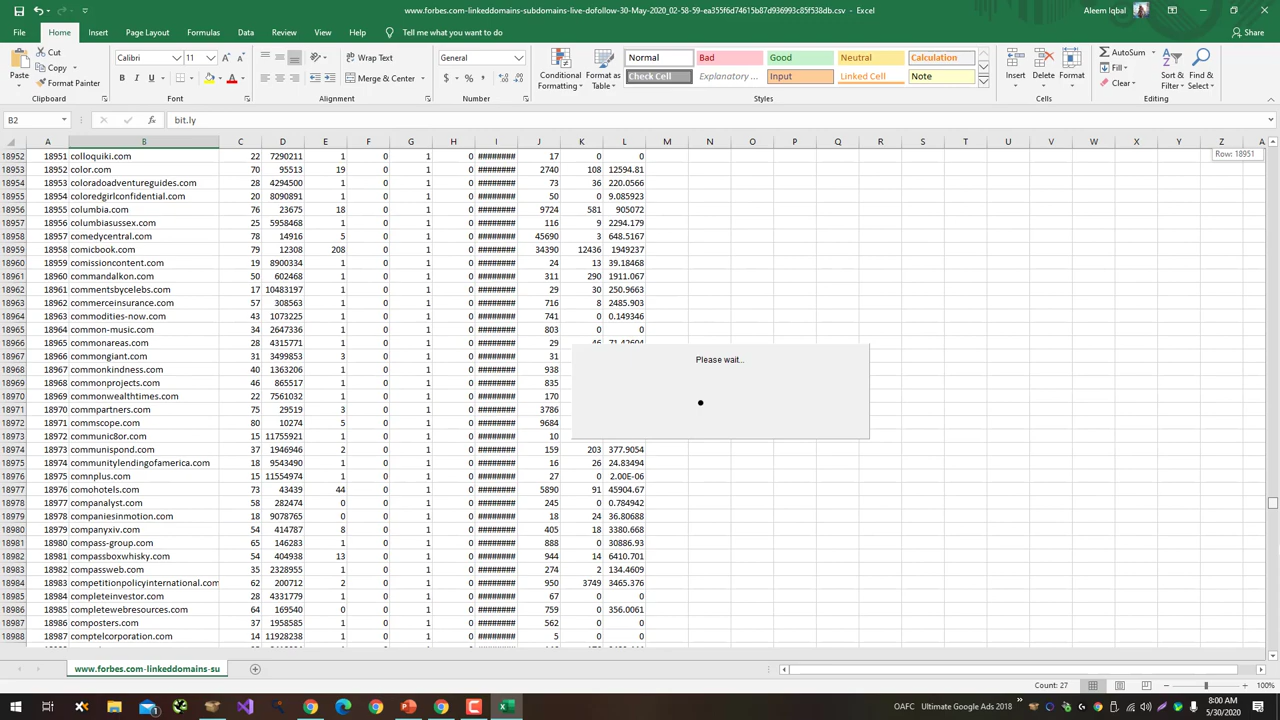 www.forbes.com-linkeddomains-subdomains-live-dofollow-30-May-2020_02-58-59-ea355f6d74615b87d936993c85f538db.csv - Excel
Aleem Iqbal
File Home Insert Page Layout Formulas Data Review View Help Tell me what you want to do Share
Cut
Copy
Format Painter
Paste
Clipboard
Calibri 11
B I U
Font
Wrap Text
Merge & Center
Alignment
General
$ % ,
Number
Conditional Formatting
Format as Table
Normal Bad Good Neutral Calculation
Check Cell Explanatory ... Input Linked Cell Note
Styles
Insert Delete Format
Cells
AutoSum
Fill
Clear
Sort & Filter
Find & Select
Editing
B2 fx bit.ly
A B C D E F G H I J K L M N O P Q R S T U V W X Y Z A
Row: 18951
18952 18951 colloquiki.com 22 7290211 1 0 1 0 ######## 17 0 0
18953 18952 color.com 70 95513 19 0 1 0 ######## 2740 108 12594.81
18954 18953 coloradoadventureguides.com 28 4294500 1 0 1 0 ######## 73 36 220.0566
18955 18954 coloredgirlconfidential.com 20 8090891 1 0 1 0 ######## 50 0 9.085923
18956 18955 columbia.com 76 23675 18 0 1 0 ######## 9724 581 905072
18957 18956 columbiasussex.com 25 5958468 1 0 1 0 ######## 116 9 2294.179
18958 18957 comedycentral.com 78 14916 5 0 1 0 ######## 45690 3 648.5167
18959 18958 comicbook.com 79 12308 208 0 1 0 ######## 34390 12436 1949237
18960 18959 comissioncontent.com 19 8900334 1 0 1 0 ######## 24 13 39.18468
18961 18960 commandalkon.com 50 602468 1 0 1 0 ######## 311 290 1911.067
18962 18961 commentsbycelebs.com 17 10483197 1 0 1 0 ######## 29 30 250.9663
18963 18962 commerceinsurance.com 57 308563 1 0 1 0 ######## 716 8 2485.903
18964 18963 commodities-now.com 43 1073225 1 0 1 0 ######## 741 0 0.149346
18965 18964 common-music.com 34 2647336 1 0 1 0 ######## 803 0 0
18966 18965 commonareas.com 28 4315771 1 0 1 0 ######## 29 46 71.42604
18967 18966 commongiant.com 31 3499853 3 0 1 0 ######## 31
18968 18967 commonkindness.com 40 1363206 1 0 1 0 ######## 938
18969 18968 commonprojects.com 46 865517 1 0 1 0 ######## 835
18970 18969 commonwealthtimes.com 22 7561032 1 0 1 0 ######## 170
18971 18970 commpartners.com 75 29519 3 0 1 0 ######## 3786
18972 18971 commscope.com 80 10274 5 0 1 0 ######## 9684
18973 18972 communic8or.com 15 11755921 1 0 1 0 ######## 10
18974 18973 communispond.com 37 1946946 2 0 1 0 ######## 159 203 377.9054
18975 18974 communitylendingofamerica.com 18 9543490 1 0 1 0 ######## 16 26 24.83494
18976 18975 comnplus.com 15 11554974 1 0 1 0 ######## 27 0 2.00E-06
18977 18976 comohotels.com 73 43439 44 0 1 0 ######## 5890 91 45904.67
18978 18977 companalyst.com 58 282474 0 0 1 0 ######## 245 0 0.784942
18979 18978 companiesinmotion.com 18 9078765 0 0 1 0 ######## 18 24 36.80688
18980 18979 companyxiv.com 54 414787 8 0 1 0 ######## 405 18 3380.668
18981 18980 compass-group.com 65 146283 1 0 1 0 ######## 888 0 30886.93
18982 18981 compassboxwhisky.com 54 404938 13 0 1 0 ######## 944 14 6410.701
18983 18982 compassweb.com 35 2328955 1 0 1 0 ######## 274 2 134.4609
18984 18983 competitionpolicyinternational.com 62 200712 2 0 1 0 ######## 950 3749 3465.376
18985 18984 completeinvestor.com 28 4331779 1 0 1 0 ######## 67 0 0
18986 18985 completewebresources.com 64 169540 0 0 1 0 ######## 759 0 356.0061
18987 18986 composters.com 37 1958585 1 0 1 0 ######## 562 0 0
18988 18987 comptelcorporation.com 14 11928238 1 0 1 0 ######## 5 0 0
Please wait...
www.forbes.com-linkeddomains-su
Count: 27 100%
OAFC Ultimate Google Ads 2018
8:00 AM
5/30/2020